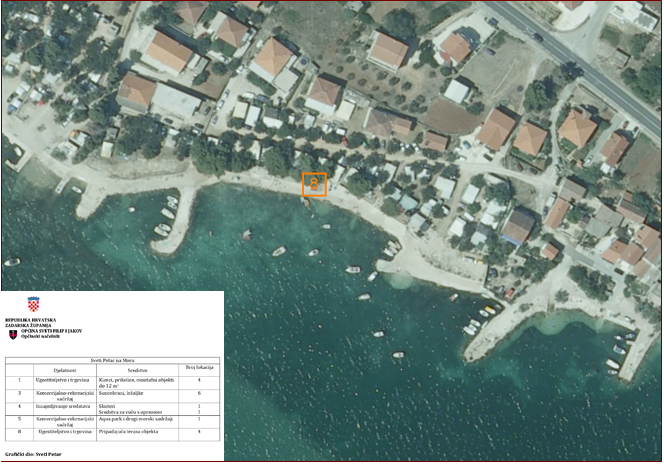 8
REPUBLIKA HRVATSKA
ZADARSKA ŽUPANIJA
OPĆINA SVETI FILIP I JAKOV
Općinski načelnik
Sveti Petar na Moru
Djelatnost Sredstvo Broj lokacija
1 Ugostiteljstvo i trgovina Kiosci, prikolice, montažni objekti 4
do 12 m²
3 Komercijalno-rekreacijski Suncobrani, ležaljke 6
sadržaj
4 Iznajmljivanje sredstava Skuteri 1
Sredstva za vuču s opremom 1
5 Komercijalno-rekreacijski Aqua park i drugi morski sadržaji 1
sadržaj
8 Ugostiteljstvo i trgovina Pripadajuća terasa objekta 4
Grafički dio: Sveti Petar